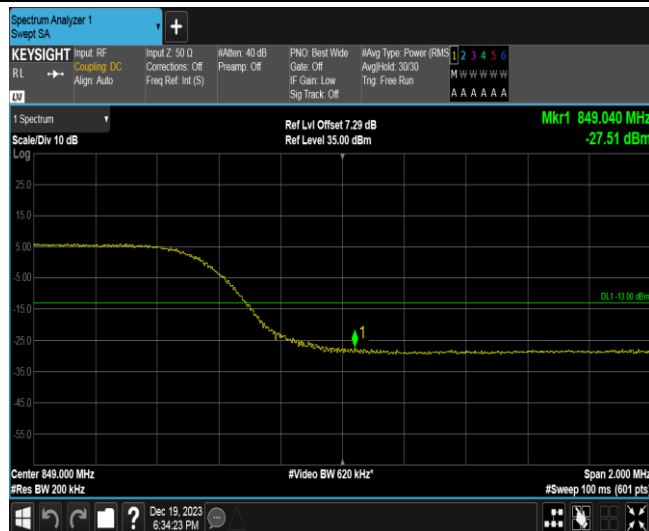 Spectrum Analyzer 1
Swept SA
+
KEYSIGHT
RL
LXI
Input: RF
Coupling: DC
Align: Auto
Input Z: 50 Ω
Corrections: Off
Freq Ref: Int (S)
#Atten: 40 dB
Preamp: Off
PNO: Best Wide
Gate: Off
IF Gain: Low
Sig Track: Off
#Avg Type: Power (RMS
Avg|Hold: 30/30
Trig: Free Run
1 2 3 4 5 6
M W W W W W
A A A A A A
1 Spectrum
Scale/Div 10 dB
Log
Ref Lvl Offset 7.29 dB
Ref Level 35.00 dBm
Mkr1 849.040 MHz
-27.51 dBm
25.0
15.0
5.00
-5.00
DL1 -13.00 dBm
-15.0
1
-25.0
-35.0
-45.0
-55.0
Center 849.000 MHz
#Res BW 200 kHz
#Video BW 620 kHz*
Span 2.000 MHz
#Sweep 100 ms (601 pts)
?
Dec 19, 2023
6:34:23 PM